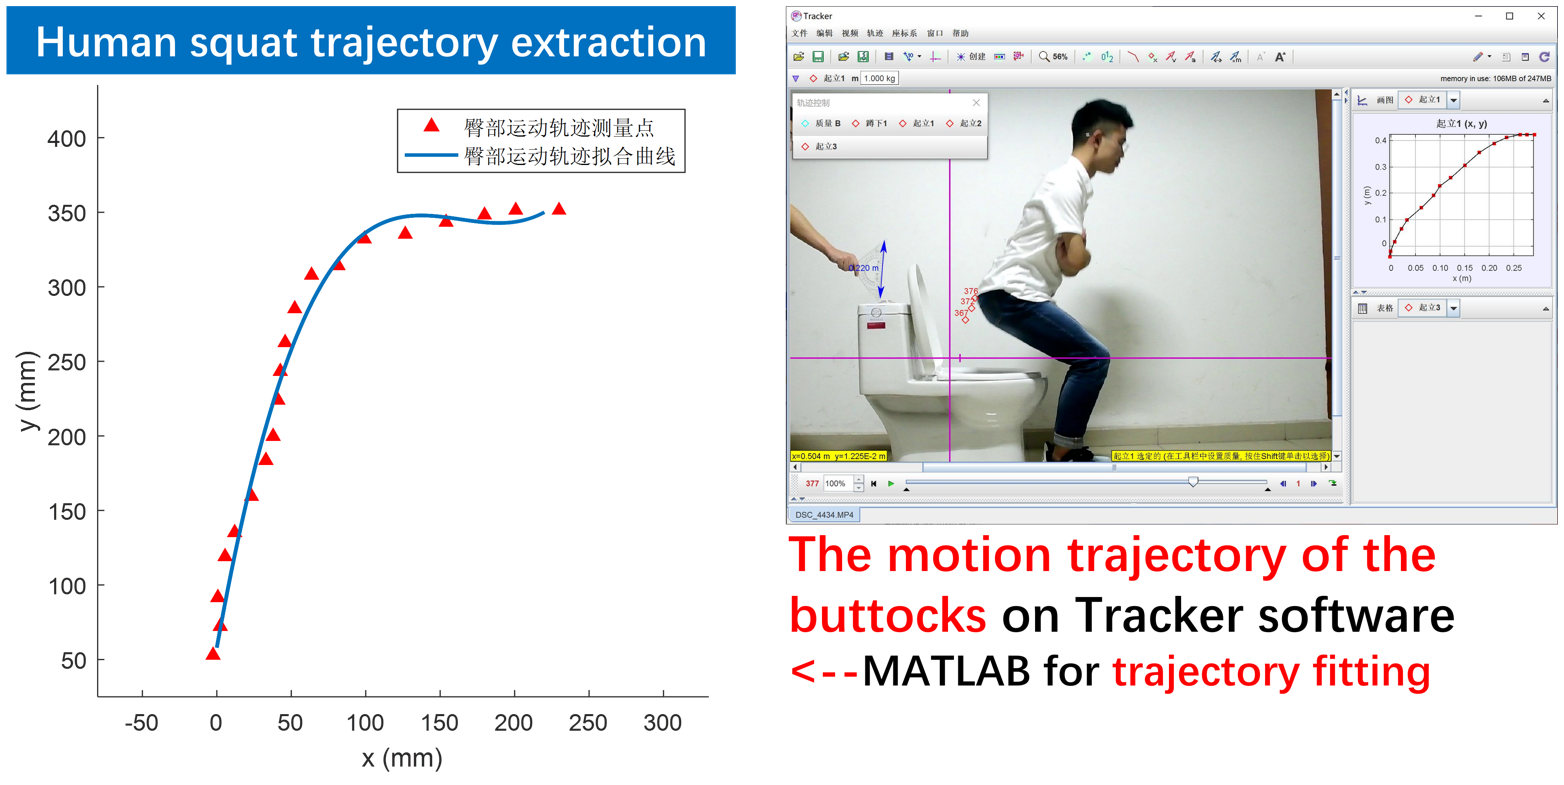 Human squat trajectory extraction
臀部运动轨迹测量点
臀部运动轨迹拟合曲线
400
350
300
250
200
150
100
50
y (mm)
-50 0 50 100 150 200 250 300
x (mm)
Tracker
文件 编辑 视频 轨迹 坐标系 窗口 帮助
创建 56%
起立1 m 1.000 kg
memory in use: 106MB of 247MB
轨迹控制
质量 B 蹲下1 起立1 起立2
起立3
0.220 m
376
372
367
x=0.504 m y=1.225E-2 m
起立1 选定的 (在工具栏中设置质量, 按住Shift键单击以选择)
377 100% 1
DSC_4434.MP4
画图 起立1
起立1 (x, y)
0.4
0.3
0.2
0.1
0
y (m)
0 0.05 0.10 0.15 0.20 0.25
x (m)
表格 起立3
The motion trajectory of the
buttocks on Tracker software
<--MATLAB for trajectory fitting